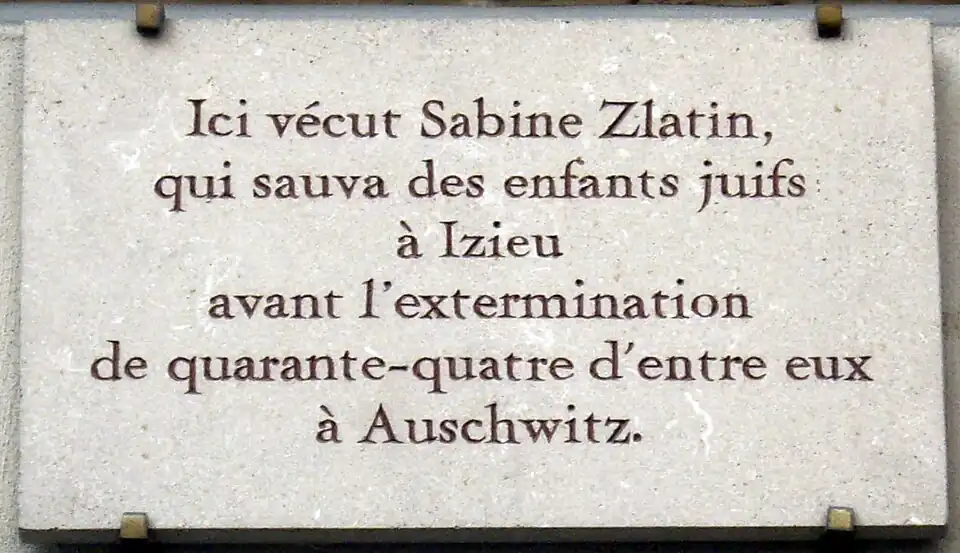 Ici vécut Sabine Zlatin,
qui sauva des enfants juifs
à Izieu
avant l'extermination
de quarante-quatre d'entre eux
à Auschwitz.